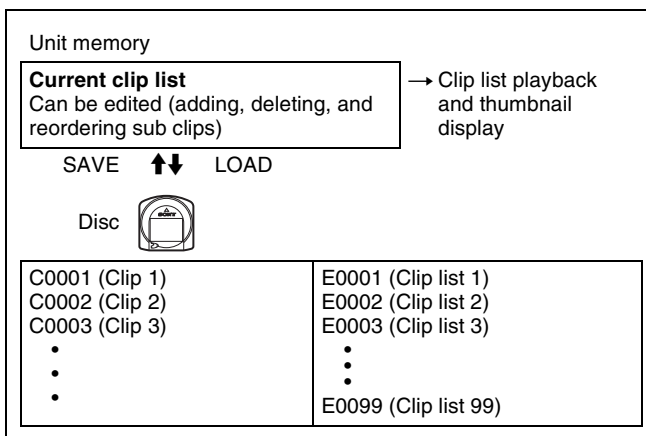 Unit memory
Current clip list
Can be edited (adding, deleting, and
reordering sub clips)
→ Clip list playback
and thumbnail
display
SAVE ⬆⬇ LOAD
Disc
SONY
C0001 (Clip 1)
C0002 (Clip 2)
C0003 (Clip 3)
•
•
•
E0001 (Clip list 1)
E0002 (Clip list 2)
E0003 (Clip list 3)
•
•
•
E0099 (Clip list 99)